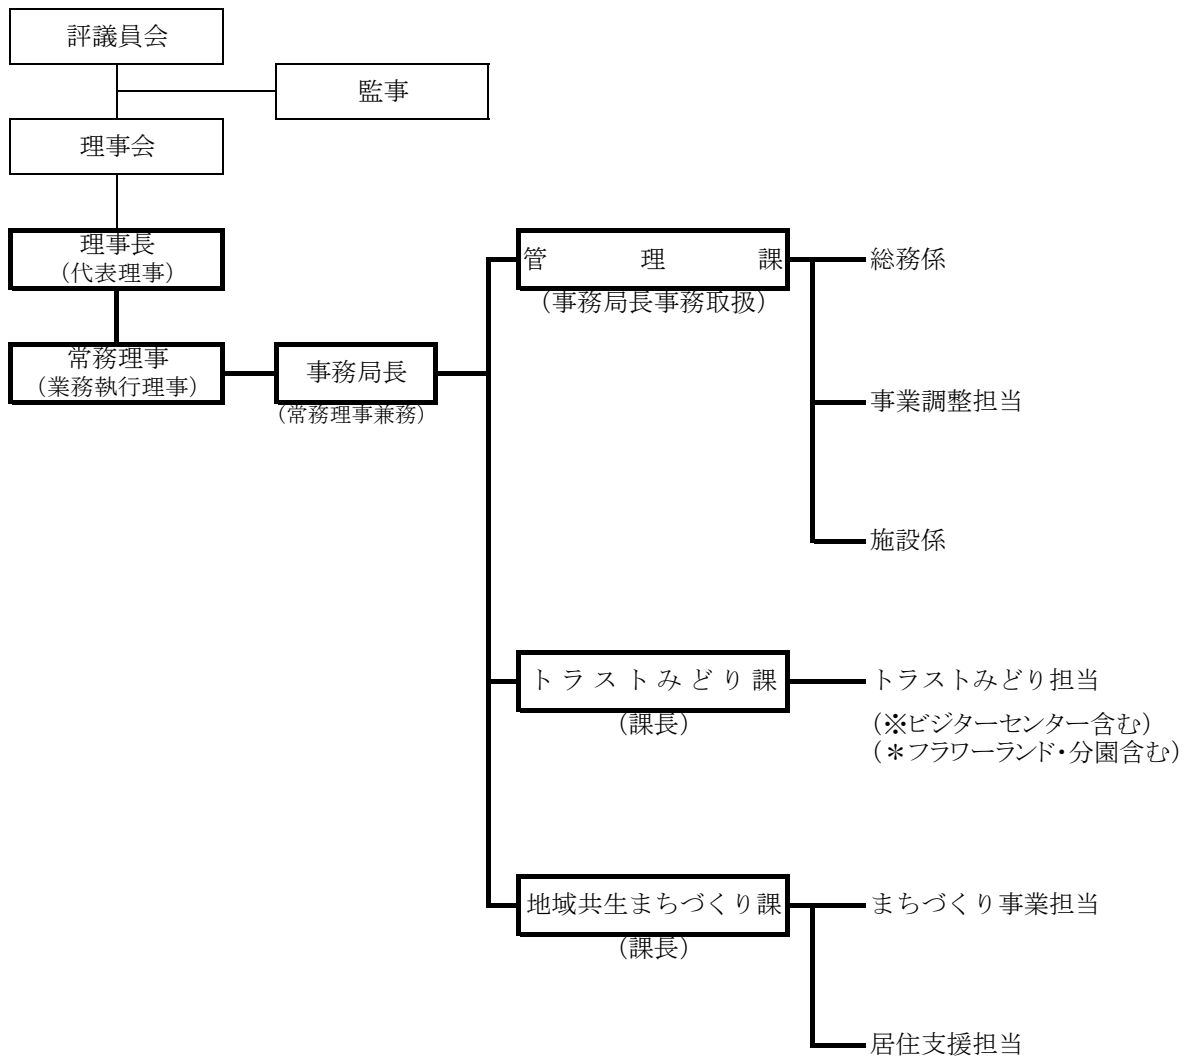 評議員会
監事
理事会
理事長
（代表理事）
常務理事
（業務執行理事）
事務局長
（常務理事兼務）
管理課
（事務局長事務取扱）
総務係
事業調整担当
施設係
トラストみどり課
（課長）
トラストみどり担当
（※ビジターセンター含む）
（＊フラワーランド・分園含む）
地域共生まちづくり課
（課長）
まちづくり事業担当
居住支援担当